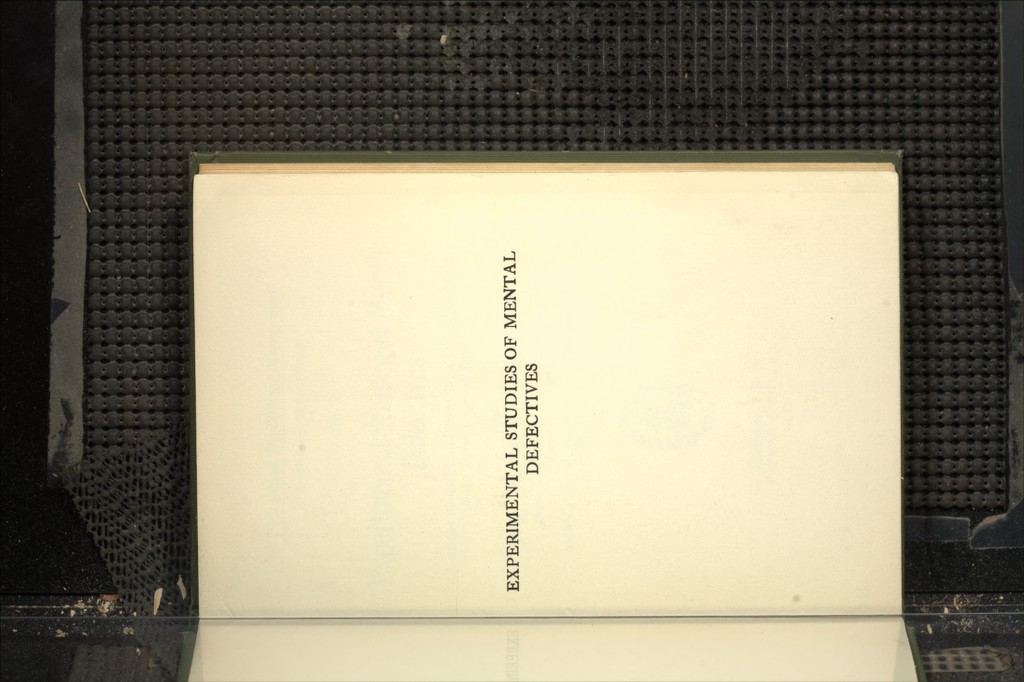 EXPERIMENTAL STUDIES OF MENTAL
DEFECTIVES